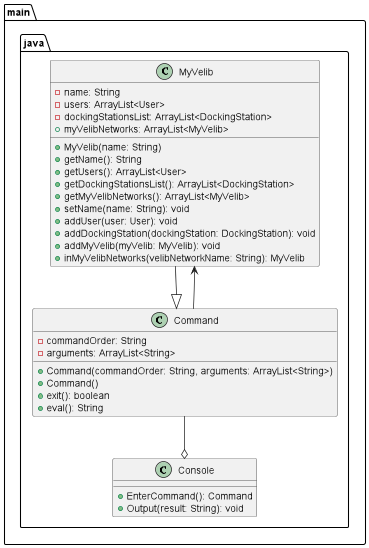 main
java
C MyVelib
name: String
users: ArrayList<User>
dockingStationsList: ArrayList<DockingStation>
myVelibNetworks: ArrayList<MyVelib>
MyVelib(name: String)
getName(): String
getUsers(): ArrayList<User>
getDockingStationsList(): ArrayList<DockingStation>
getMyVelibNetworks(): ArrayList<MyVelib>
setName(name: String): void
addUser(user: User): void
addDockingStation(dockingStation: DockingStation): void
addMyVelib(myVelib: MyVelib): void
inMyVelibNetworks(velibNetworkName: String): MyVelib
C Command
commandOrder: String
arguments: ArrayList<String>
Command(commandOrder: String, arguments: ArrayList<String>)
Command()
exit(): boolean
eval(): String
C Console
EnterCommand(): Command
Output(result: String): void